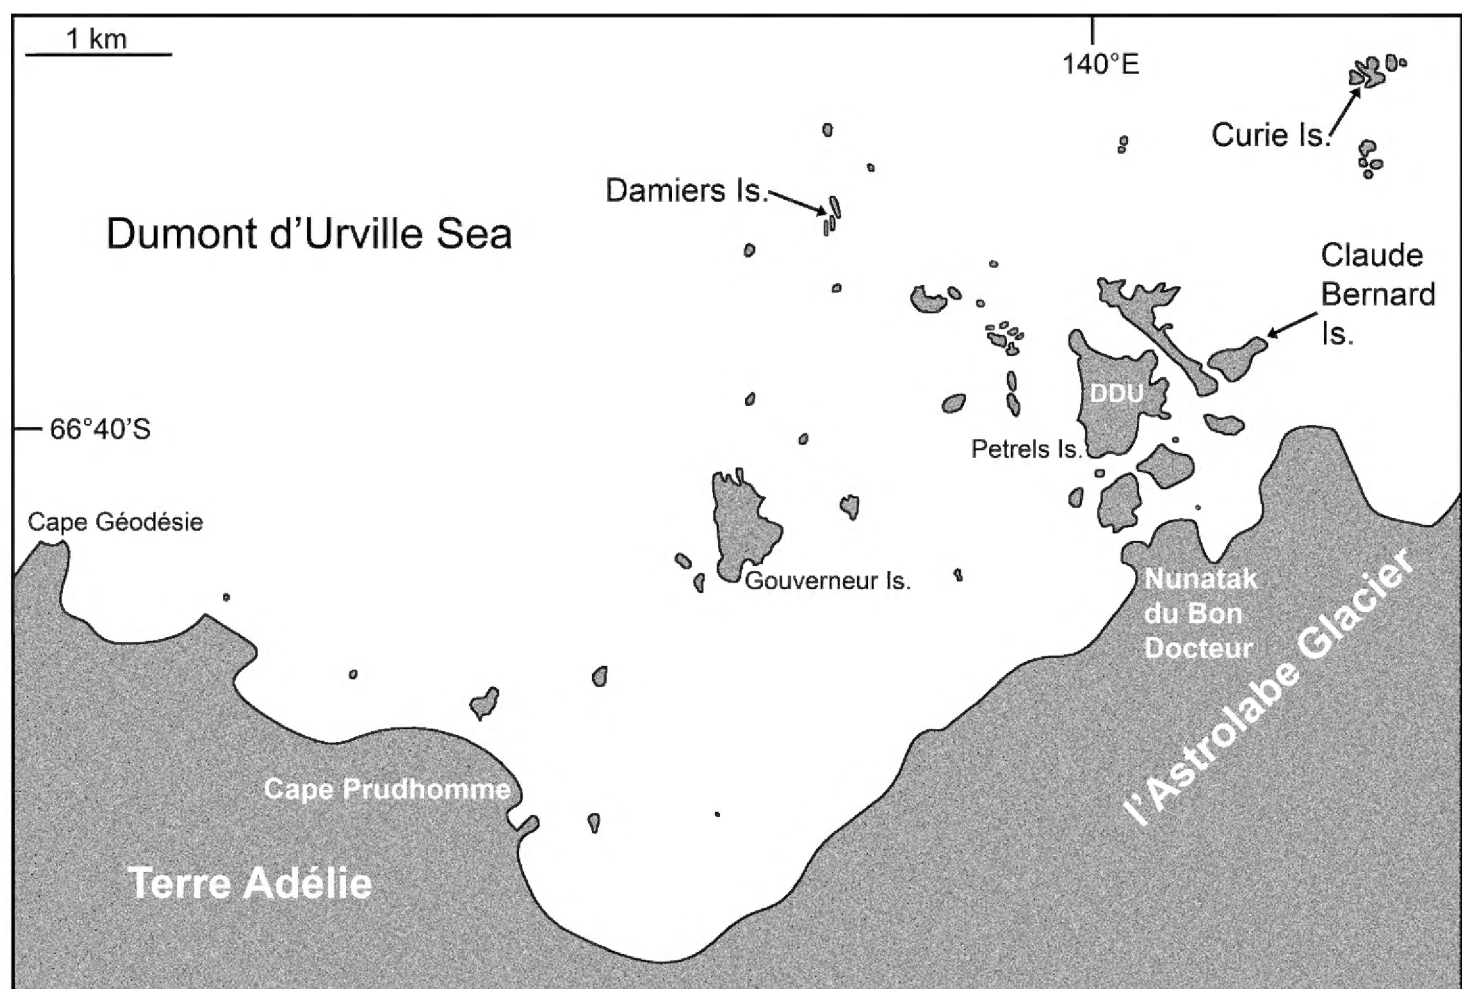 1 km
140°E
Curie Is.
Damiers Is.
Dumont d’Urville Sea
Claude
Bernard
Is.
DDU
66°40’S
Petrels Is.
Cape Géodésie
Gouverneur Is.
Nunatak
du Bon
Docteur
l’Astrolabe Glacier
Cape Prudhomme
Terre Adélie